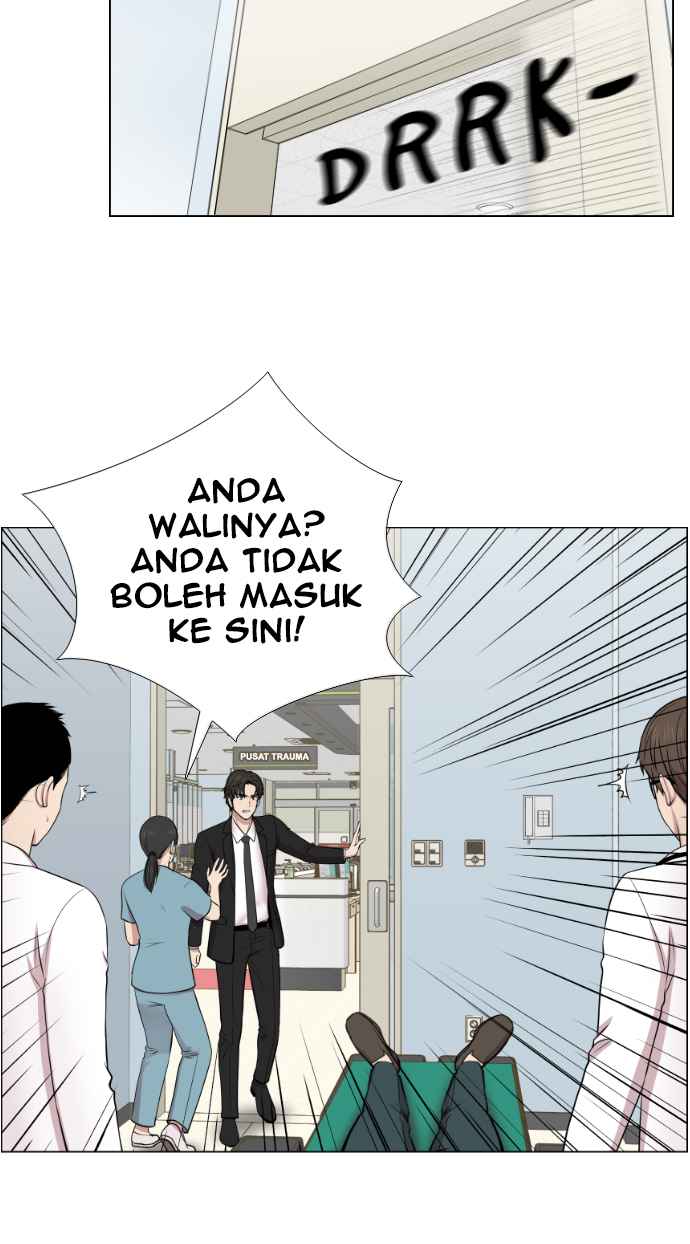 DRRK-
ANDA
WALINYA?
ANDA TIDAK
BOLEH MASUK
KE SINI!
PUSAT TRAUMA